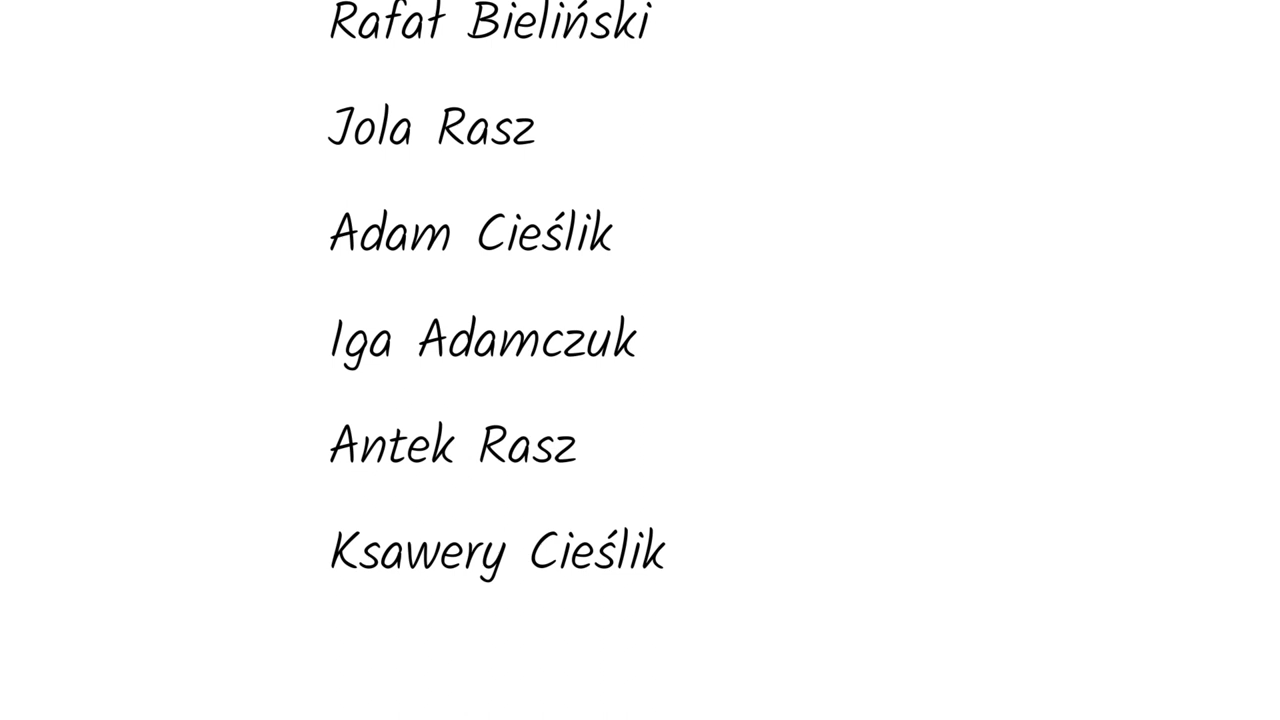 Rafał Bieliński
Jola Rasz
Adam Cieślik
Iga Adamczuk
Antek Rasz
Ksawery Cieślik